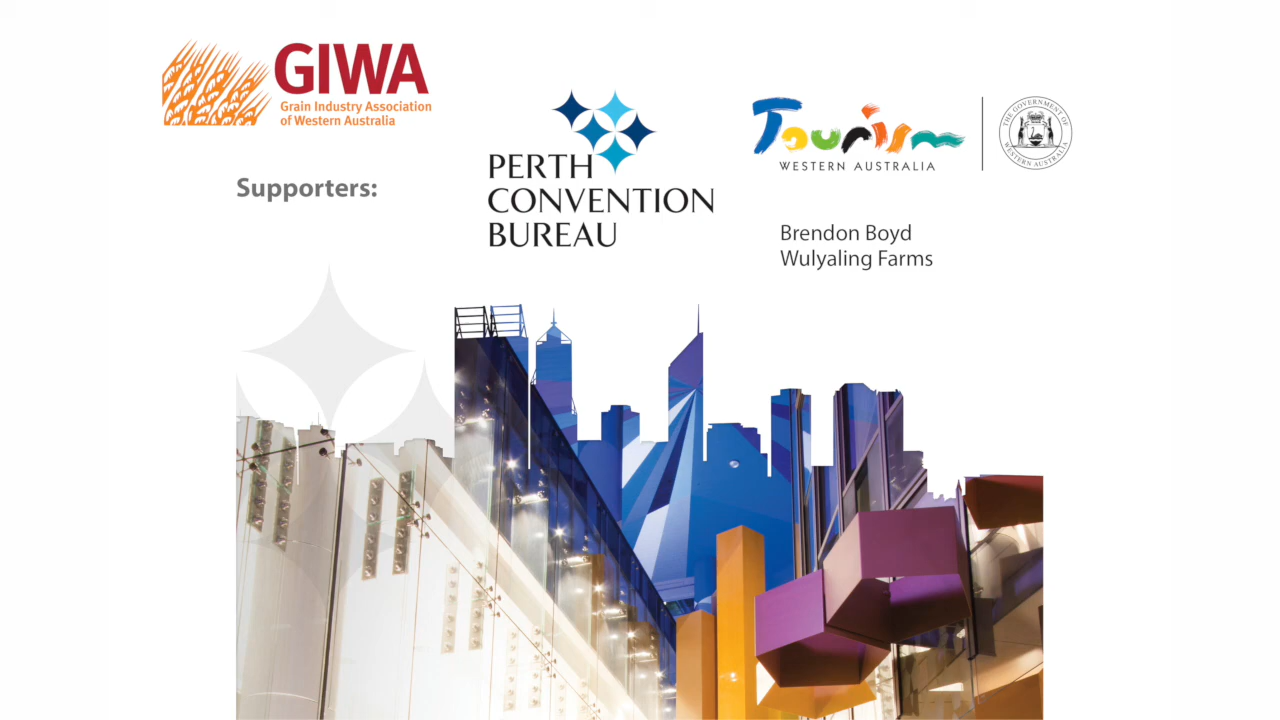 GIWA
Grain Industry Association
of Western Australia
Supporters:
PERTH
CONVENTION
BUREAU
Tourism
WESTERN AUSTRALIA
THE GOVERNMENT OF
WESTERN AUSTRALIA
Brendon Boyd
Wulyaling Farms